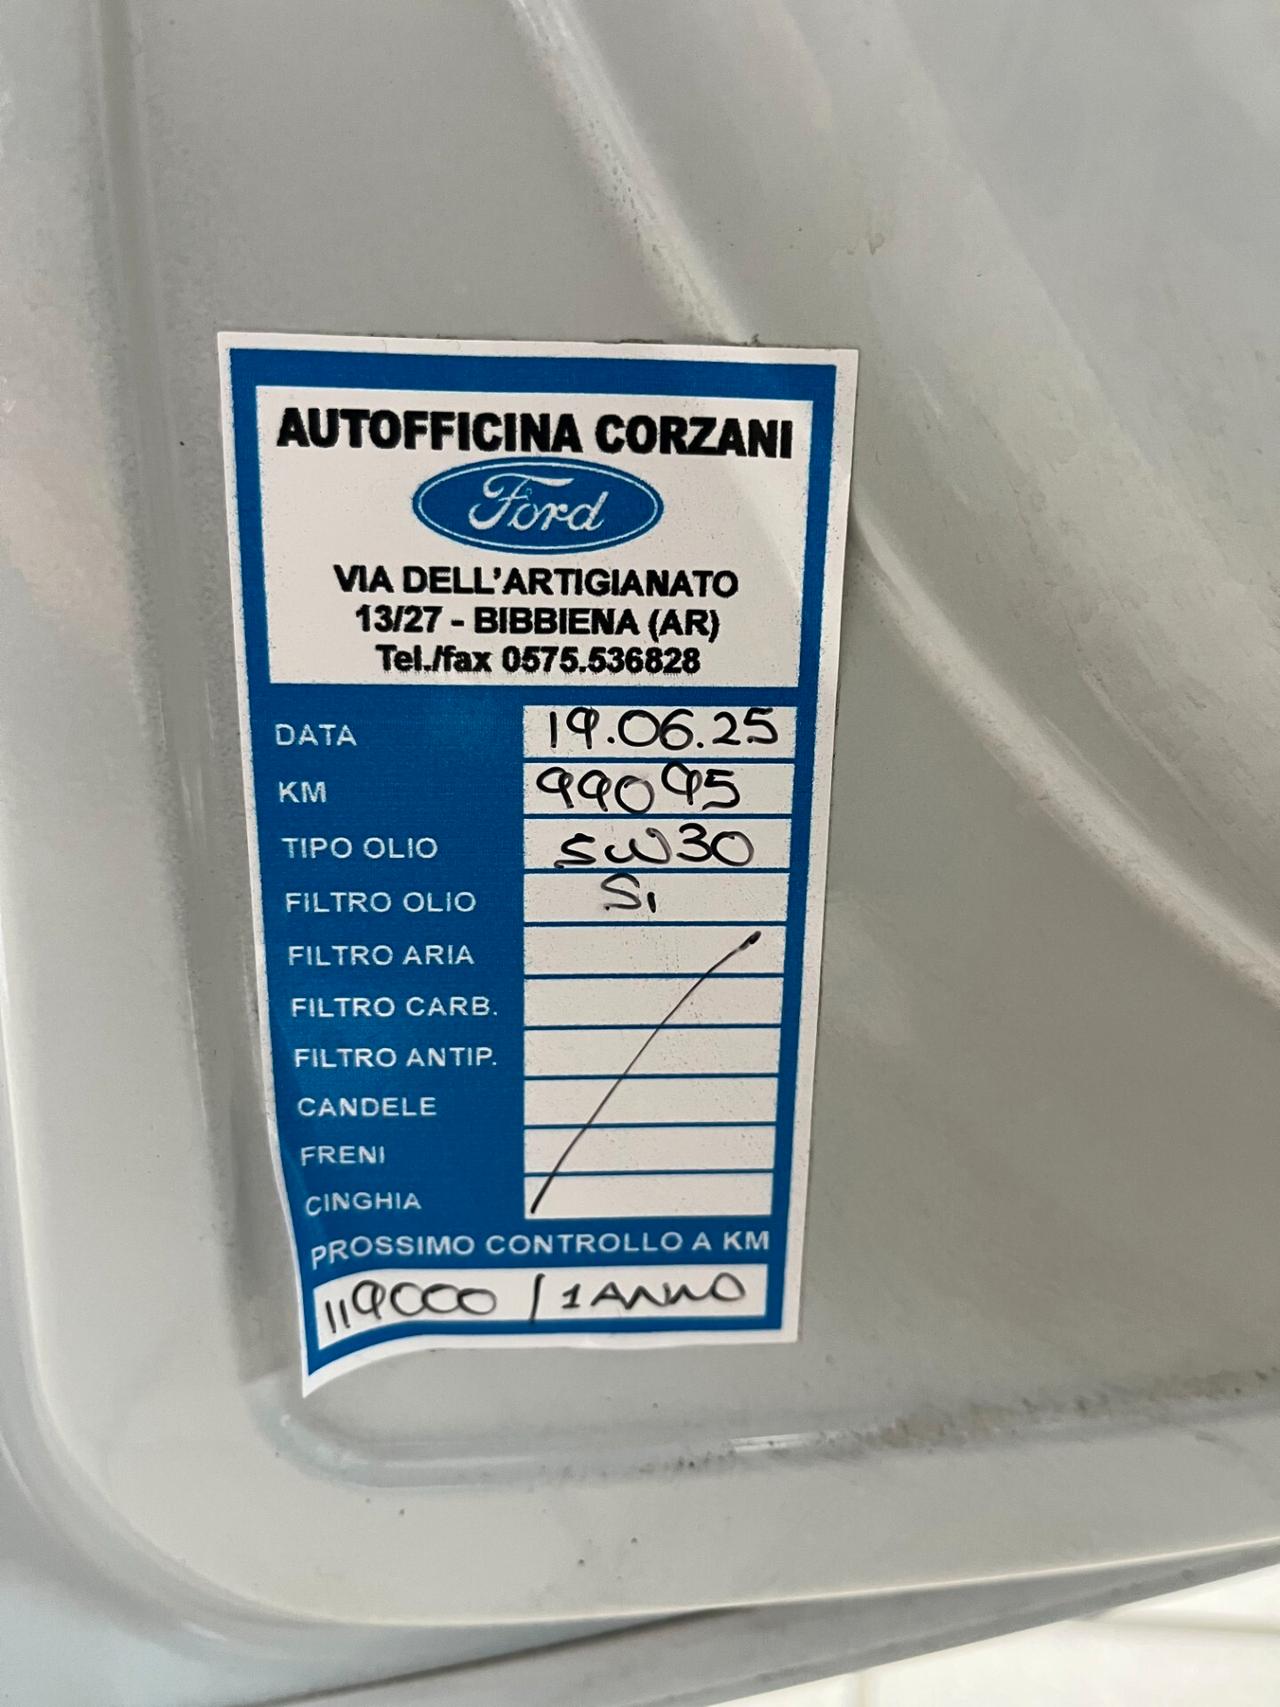 AUTOFFICINA CORZANI
Ford
VIA DELL'ARTIGIANATO
13/27 - BIBBIENA (AR)
Tel./fax 0575.536828
DATA 19.06.25
KM 99095
TIPO OLIO 5W30
FILTRO OLIO Si
FILTRO ARIA
FILTRO CARB.
FILTRO ANTIP.
CANDELE
FRENI
CINGHIA
PROSSIMO CONTROLLO A KM
119000 / 1 ANNO